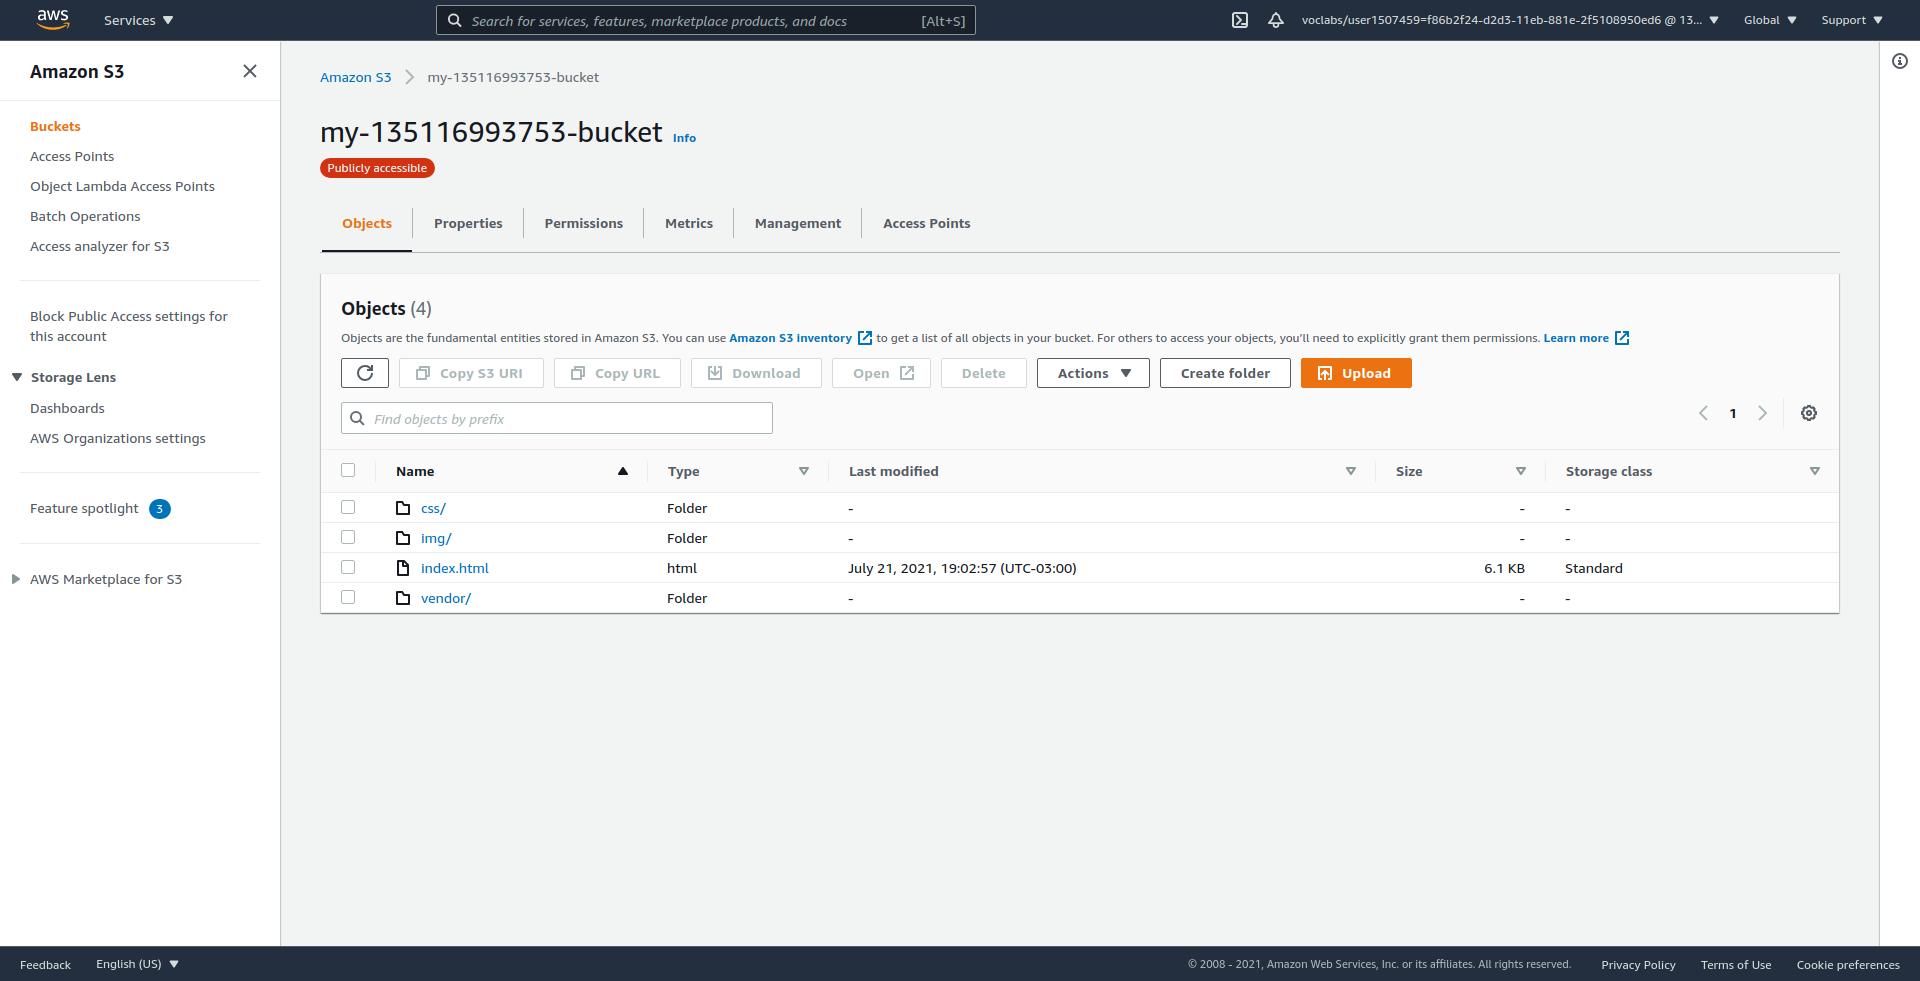 aws Services Search for services, features, marketplace products, and docs [Alt+S] voclabs/user1507459=f86b2f24-d2d3-11eb-881e-2f5108950ed6 @ 13... Global Support
Amazon S3
Buckets
Access Points
Object Lambda Access Points
Batch Operations
Access analyzer for S3
Block Public Access settings for
this account
Storage Lens
Dashboards
AWS Organizations settings
Feature spotlight 3
AWS Marketplace for S3
Amazon S3 my-135116993753-bucket
my-135116993753-bucket Info
Publicly accessible
Objects Properties Permissions Metrics Management Access Points
Objects (4)
Objects are the fundamental entities stored in Amazon S3. You can use Amazon S3 inventory to get a list of all objects in your bucket. For others to access your objects, you'll need to explicitly grant them permissions. Learn more
Copy S3 URI Copy URL Download Open Delete Actions Create folder Upload
Find objects by prefix 1
Name Type Last modified Size Storage class
css/ Folder - - -
img/ Folder - - -
index.html html July 21, 2021, 19:02:57 (UTC-03:00) 6.1 KB Standard
vendor/ Folder - - -
Feedback English (US) © 2008 - 2021, Amazon Web Services, Inc. or its affiliates. All rights reserved. Privacy Policy Terms of Use Cookie preferences